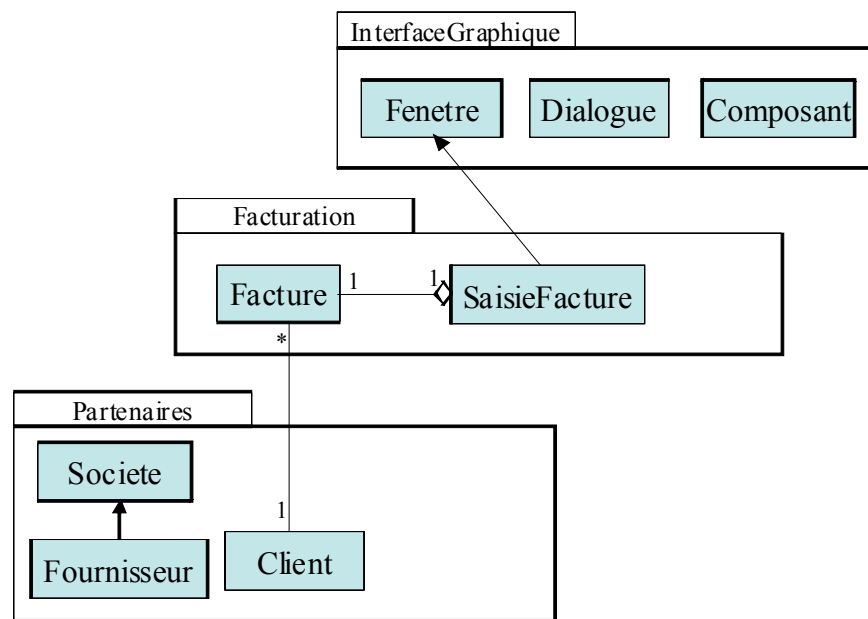 InterfaceGraphique
Fenetre
Dialogue
Composant
Facturation
Facture
1
1
SaisieFacture
*
Partenaires
Societe
1
Fournisseur
Client